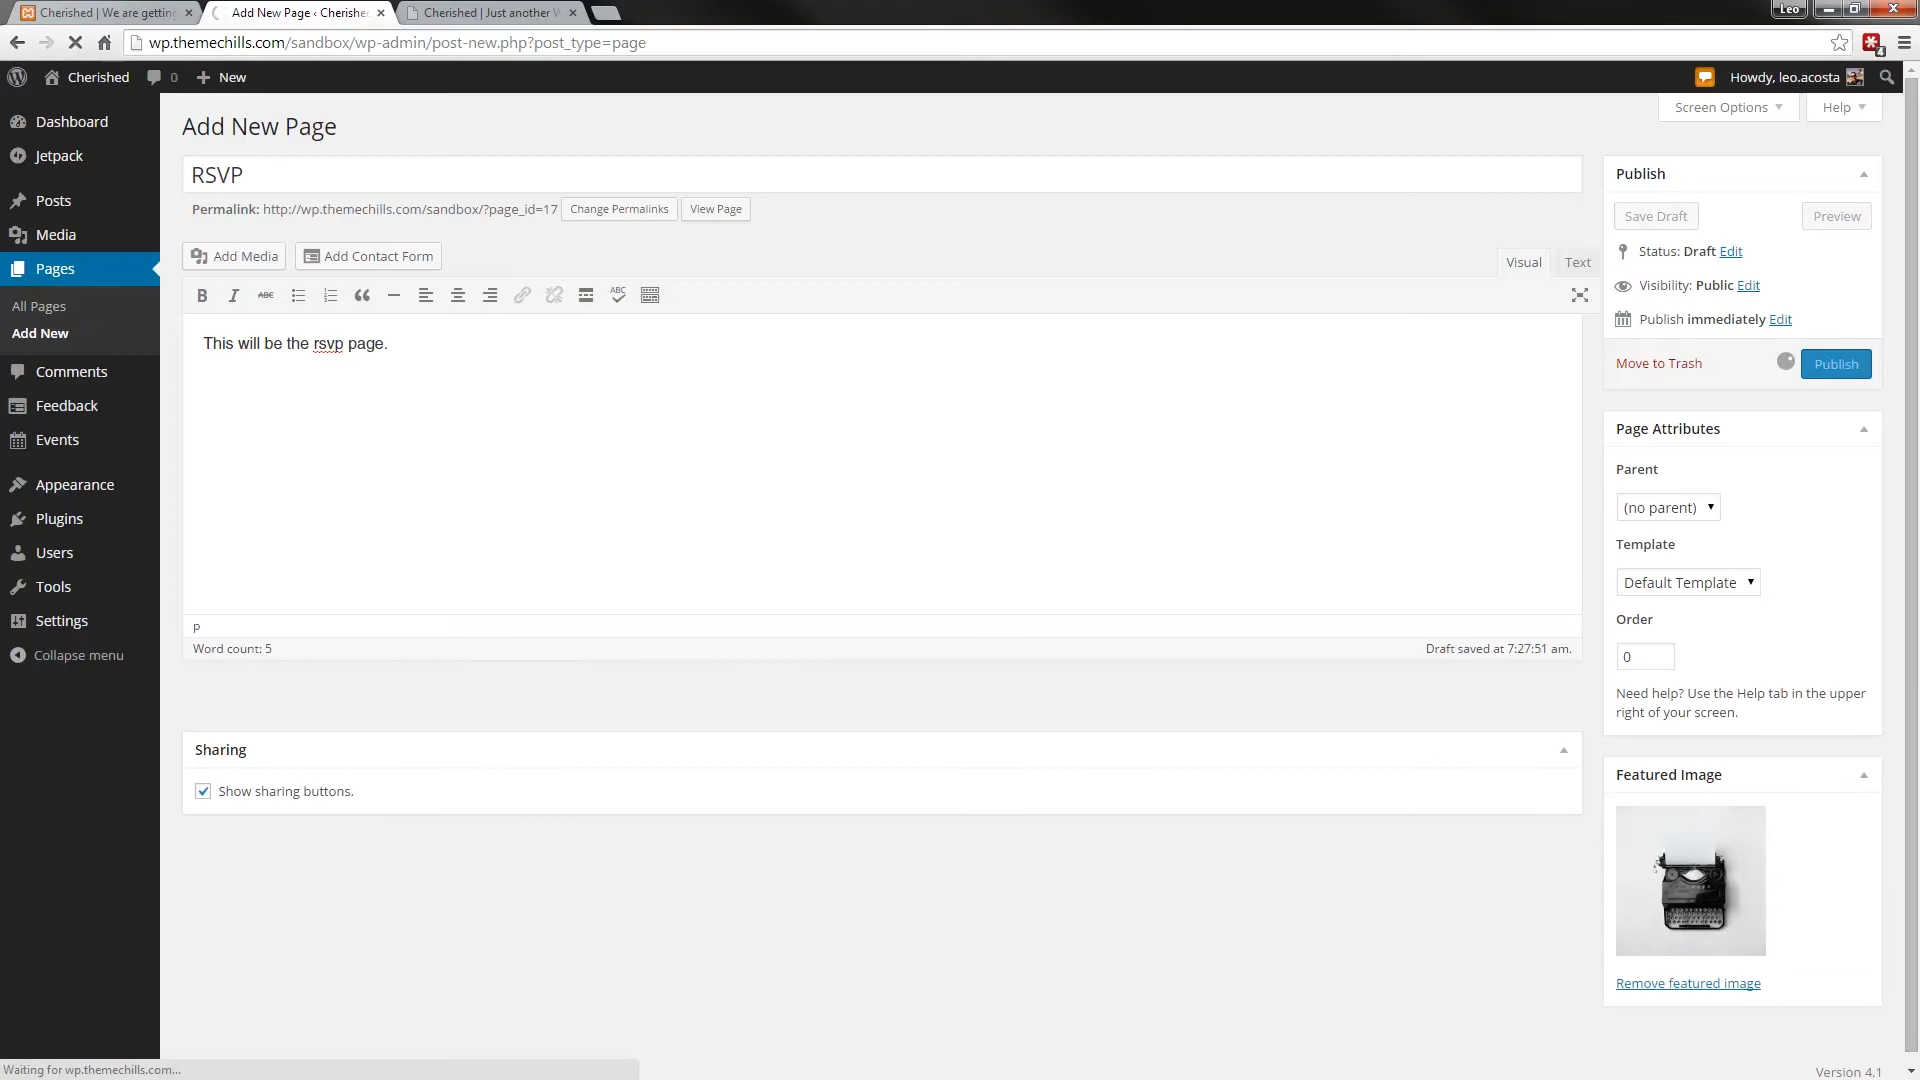 Cherished | We are getting
Add New Page ‹ Cherishe
Cherished | Just another W
Leo
wp.themechills.com/sandbox/wp-admin/post-new.php?post_type=page
4
Cherished
0
New
Howdy, leo.acosta
Screen Options
Help
Dashboard
Jetpack
Posts
Media
Pages
All Pages
Add New
Comments
Feedback
Events
Appearance
Plugins
Users
Tools
Settings
Collapse menu
Add New Page
RSVP
Permalink: http://wp.themechills.com/sandbox/?page_id=17 Change Permalinks View Page
Add Media
Add Contact Form
Visual
Text
B I ABC ABC
This will be the rsvp page.
p
Word count: 5
Draft saved at 7:27:51 am.
Sharing
Show sharing buttons.
Publish
Save Draft
Preview
Status: Draft Edit
Visibility: Public Edit
Publish immediately Edit
Move to Trash
Publish
Page Attributes
Parent
(no parent)
Template
Default Template
Order
0
Need help? Use the Help tab in the upper
right of your screen.
Featured Image
Remove featured image
Waiting for wp.themechills.com...
Version 4.1